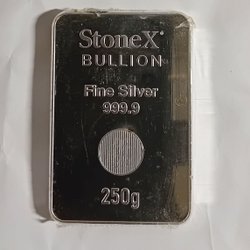 StoneX®
BULLION
Fine Silver
999.9
250g